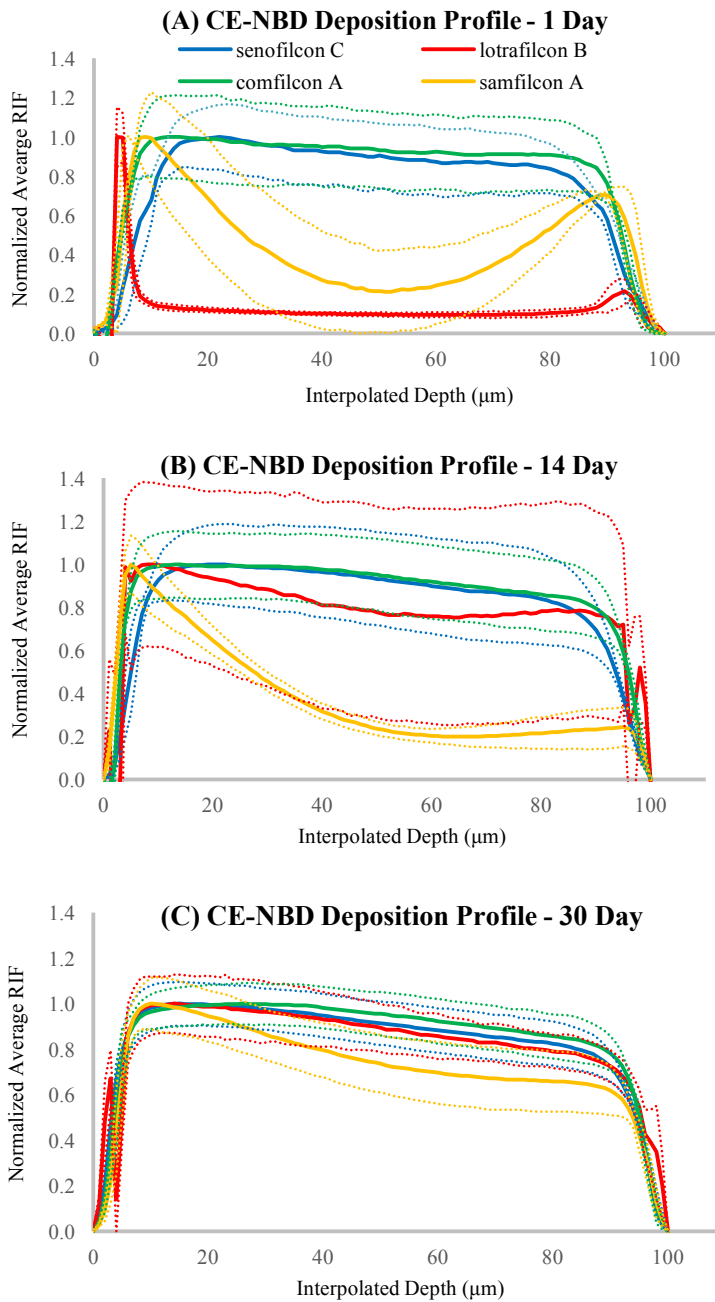 (A) CE-NBD Deposition Profile - 1 Day
senofilcon C lotrafilcon B
comfilcon A samfilcon A
Normalized Avearge RIF
1.4
1.2
1.0
0.8
0.6
0.4
0.2
0.0
0 20 40 60 80 100
Interpolated Depth (μm)
(B) CE-NBD Deposition Profile - 14 Day
Normalized Average RIF
1.4
1.2
1.0
0.8
0.6
0.4
0.2
0.0
0 20 40 60 80 100
Interpolated Depth (μm)
(C) CE-NBD Deposition Profile - 30 Day
Normalized Average RIF
1.4
1.2
1.0
0.8
0.6
0.4
0.2
0.0
0 20 40 60 80 100
Interpolated Depth (μm)